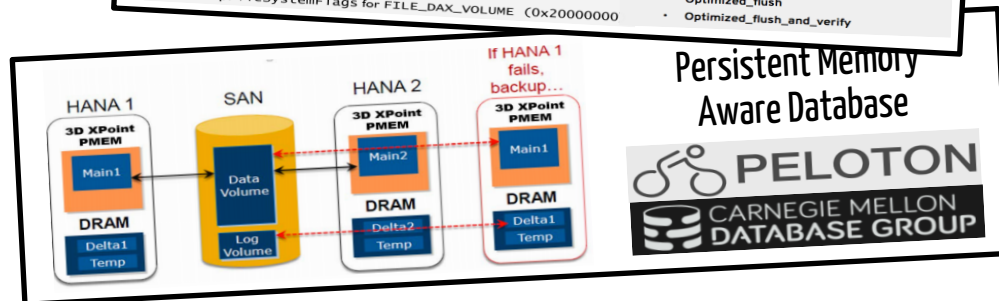 FlagS for FILE_DAX_VOLUME (0x20000000
Optimized_flush
• Optimized_flush_and_verify
HANA 1
3D XPoint
PMEM
Main1
DRAM
Delta1
Temp
SAN
Data
Volume
Log
Volume
HANA 2
3D XPoint
PMEM
Main2
DRAM
Delta2
Temp
If HANA 1
fails,
backup...
3D XPoint
PMEM
Main1
DRAM
Delta1
Temp
Persistent Memory
Aware Database
PELOTON
CARNEGIE MELLON
DATABASE GROUP